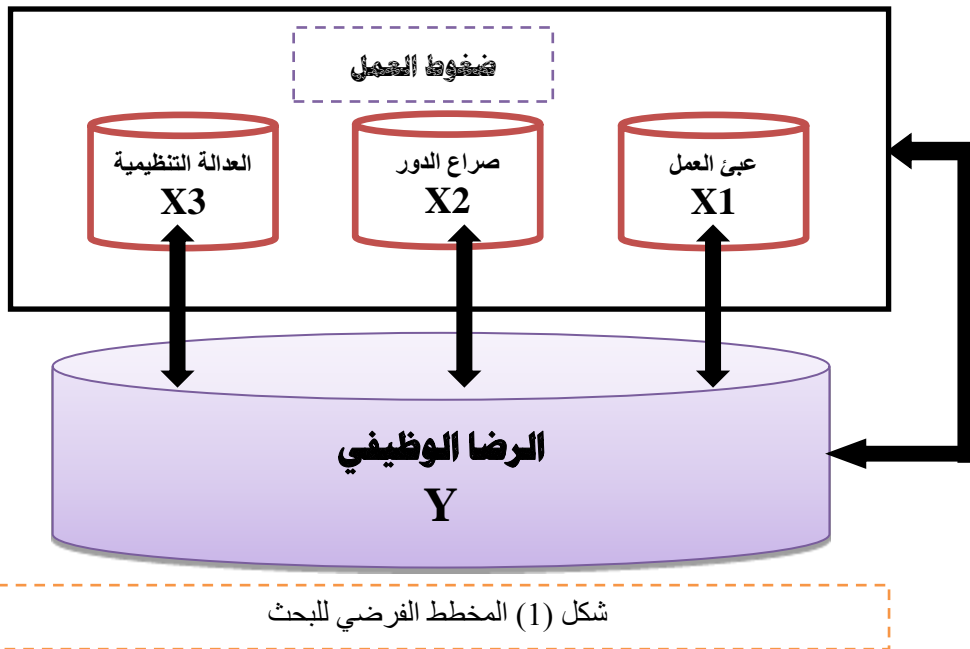 ضغوط العمل
عبئ العمل
X1
صراع الدور
X2
العدالة التنظيمية
X3
الرضا الوظيفي
Y
شكل (1) المخطط الفرضي للبحث